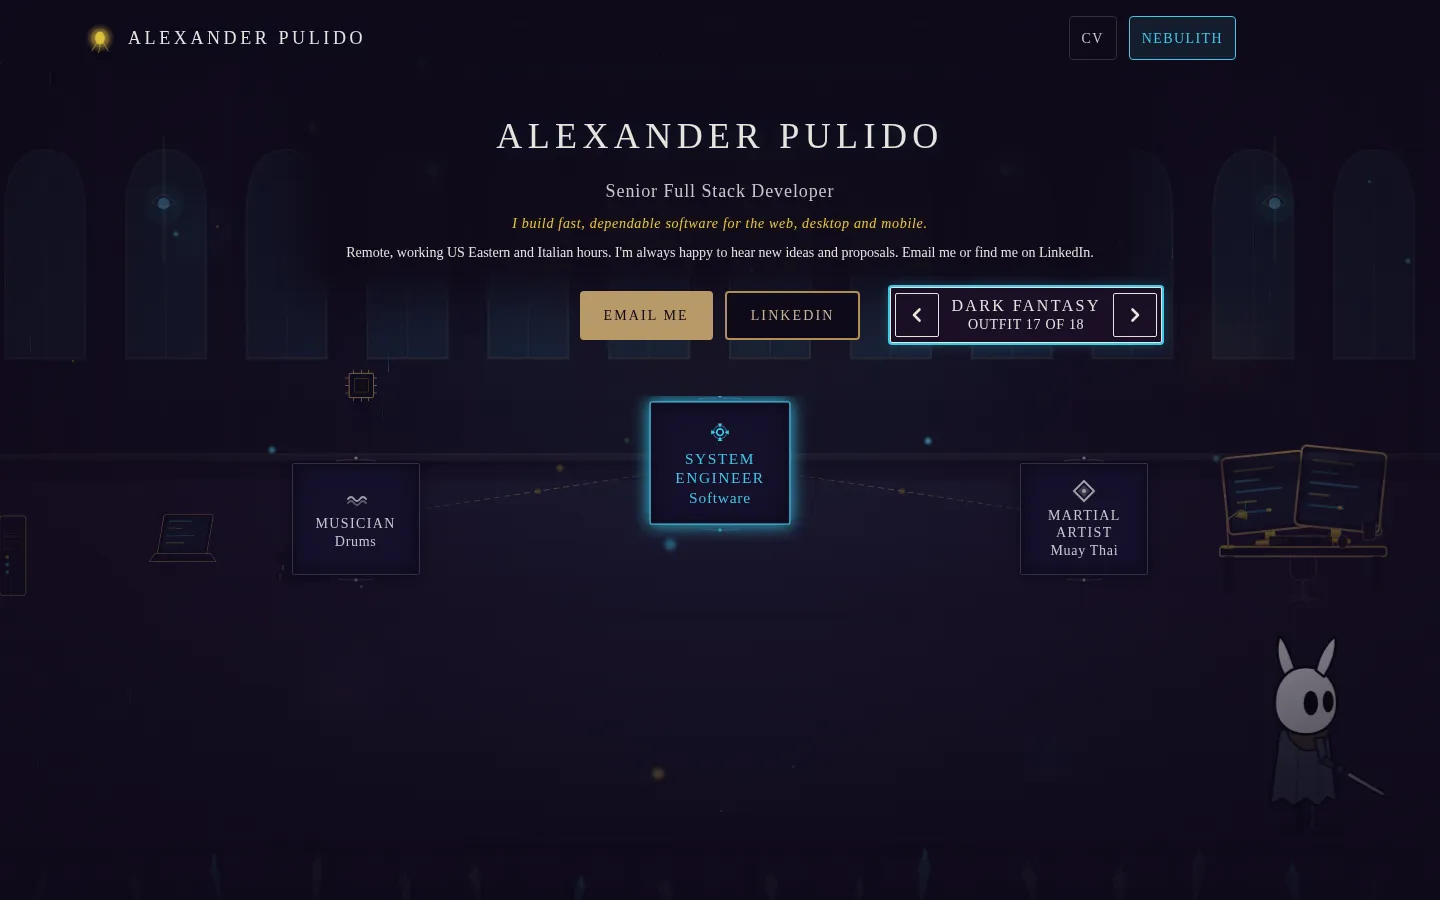 ALEXANDER PULIDO
CV
NEBULITH
ALEXANDER PULIDO
Senior Full Stack Developer
I build fast, dependable software for the web, desktop and mobile.
Remote, working US Eastern and Italian hours. I'm always happy to hear new ideas and proposals. Email me or find me on LinkedIn.
EMAIL ME
LINKEDIN
DARK FANTASY
OUTFIT 17 OF 18
SYSTEM
ENGINEER
Software
MUSICIAN
Drums
MARTIAL
ARTIST
Muay Thai